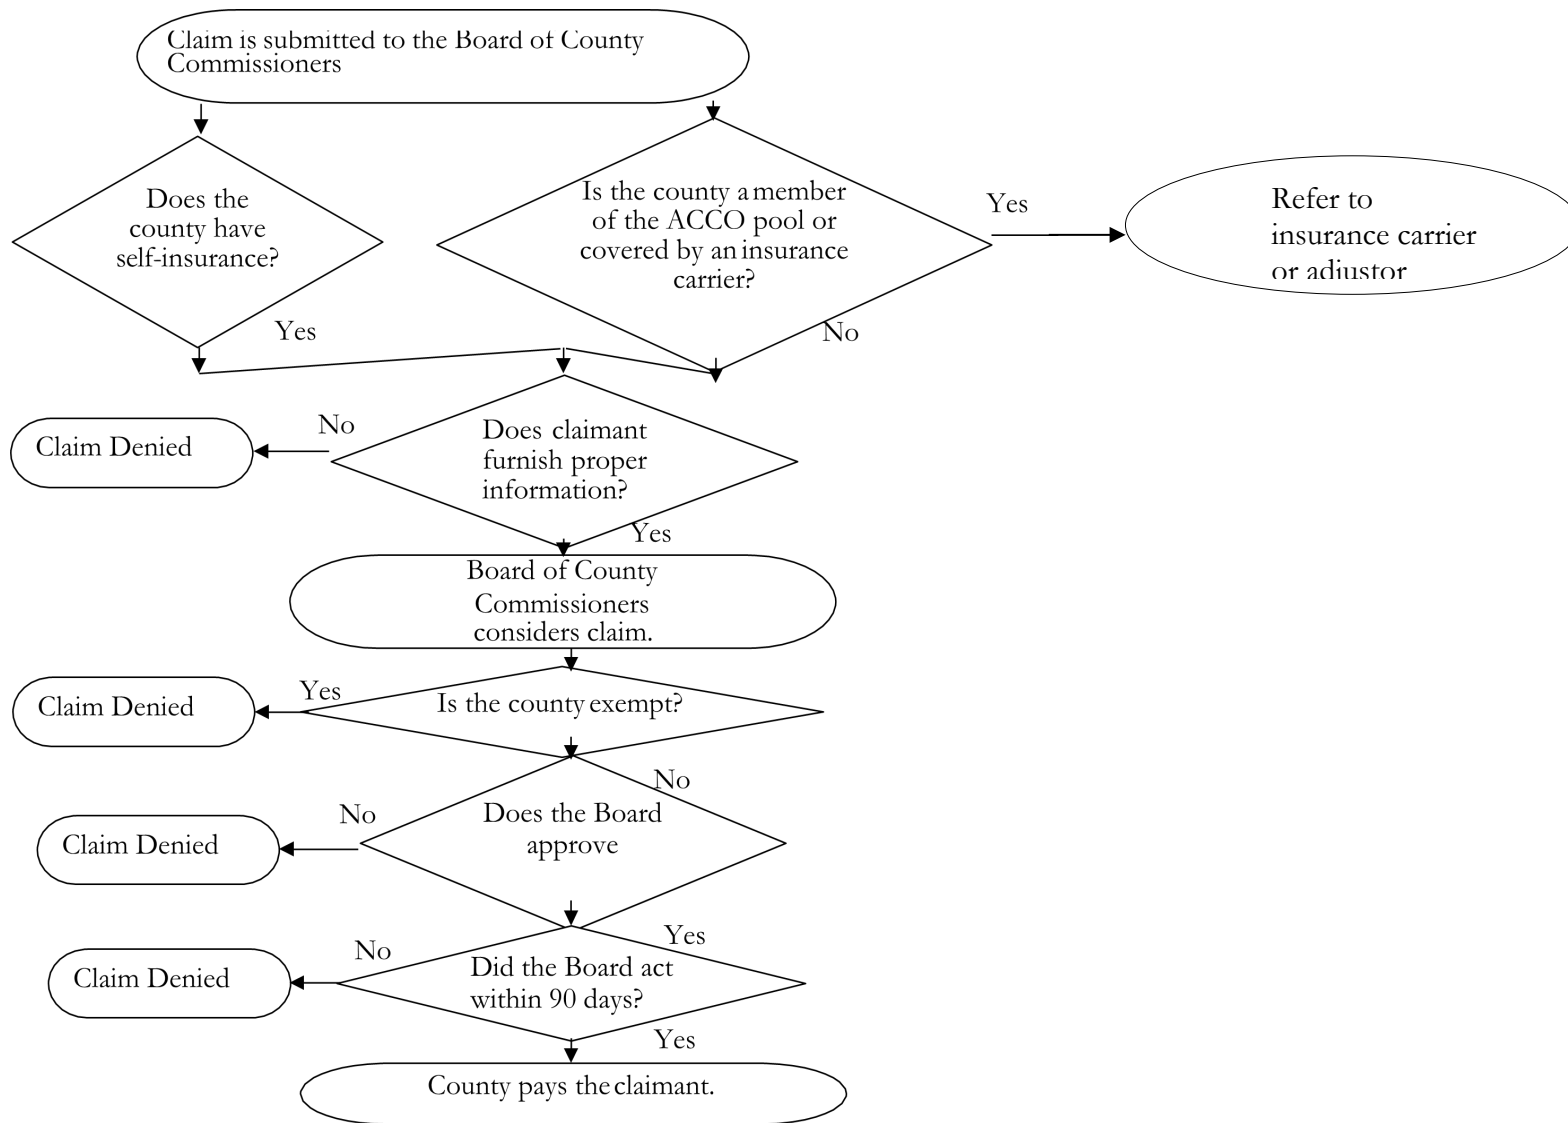 Claim is submitted to the Board of County
Commissioners
Does the
county have
self-insurance?
Yes
Is the county a member
of the ACCO pool or
covered by an insurance
carrier?
Yes
No
Refer to
insurance carrier
or adjustor
Claim Denied
No
Does claimant
furnish proper
information?
Yes
Board of County
Commissioners
considers claim.
Claim Denied
Yes
Is the county exempt?
No
Claim Denied
No
Does the Board
approve
Yes
Claim Denied
No
Did the Board act
within 90 days?
Yes
County pays the claimant.